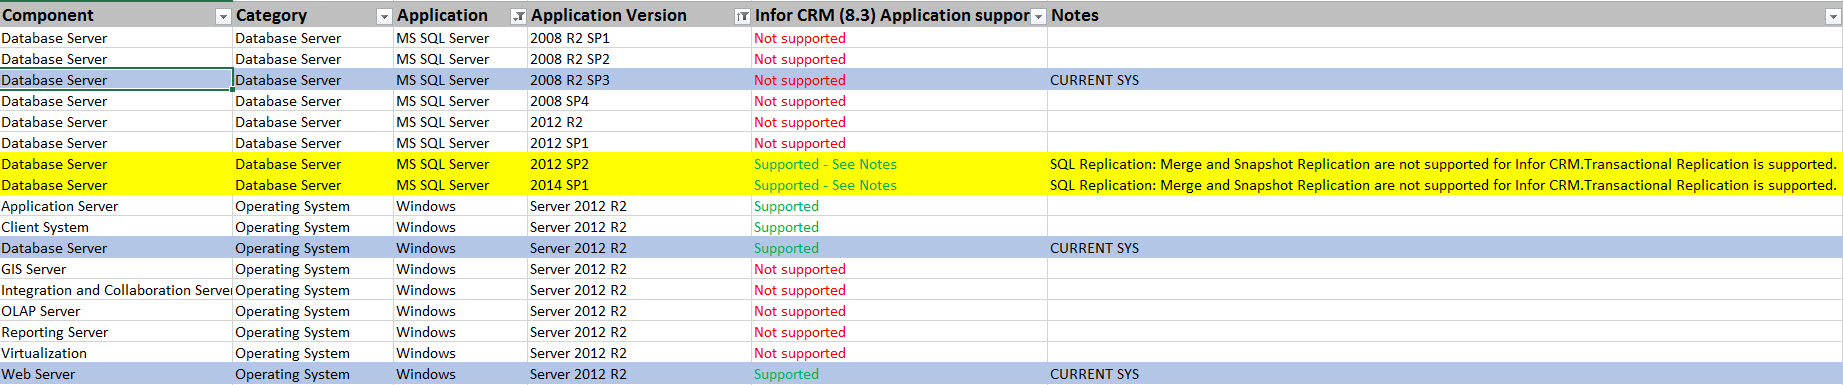 Component Category Application Application Version Infor CRM (8.3) Application suppor Notes
Database Server Database Server MS SQL Server 2008 R2 SP1 Not supported
Database Server Database Server MS SQL Server 2008 R2 SP2 Not supported
Database Server Database Server MS SQL Server 2008 R2 SP3 Not supported CURRENT SYS
Database Server Database Server MS SQL Server 2008 SP4 Not supported
Database Server Database Server MS SQL Server 2012 R2 Not supported
Database Server Database Server MS SQL Server 2012 SP1 Not supported
Database Server Database Server MS SQL Server 2012 SP2 Supported - See Notes SQL Replication: Merge and Snapshot Replication are not supported for Infor CRM.Transactional Replication is supported.
Database Server Database Server MS SQL Server 2014 SP1 Supported - See Notes SQL Replication: Merge and Snapshot Replication are not supported for Infor CRM.Transactional Replication is supported.
Application Server Operating System Windows Server 2012 R2 Supported
Client System Operating System Windows Server 2012 R2 Supported
Database Server Operating System Windows Server 2012 R2 Supported CURRENT SYS
GIS Server Operating System Windows Server 2012 R2 Not supported
Integration and Collaboration Server Operating System Windows Server 2012 R2 Not supported
OLAP Server Operating System Windows Server 2012 R2 Not supported
Reporting Server Operating System Windows Server 2012 R2 Not supported
Virtualization Operating System Windows Server 2012 R2 Not supported
Web Server Operating System Windows Server 2012 R2 Supported CURRENT SYS